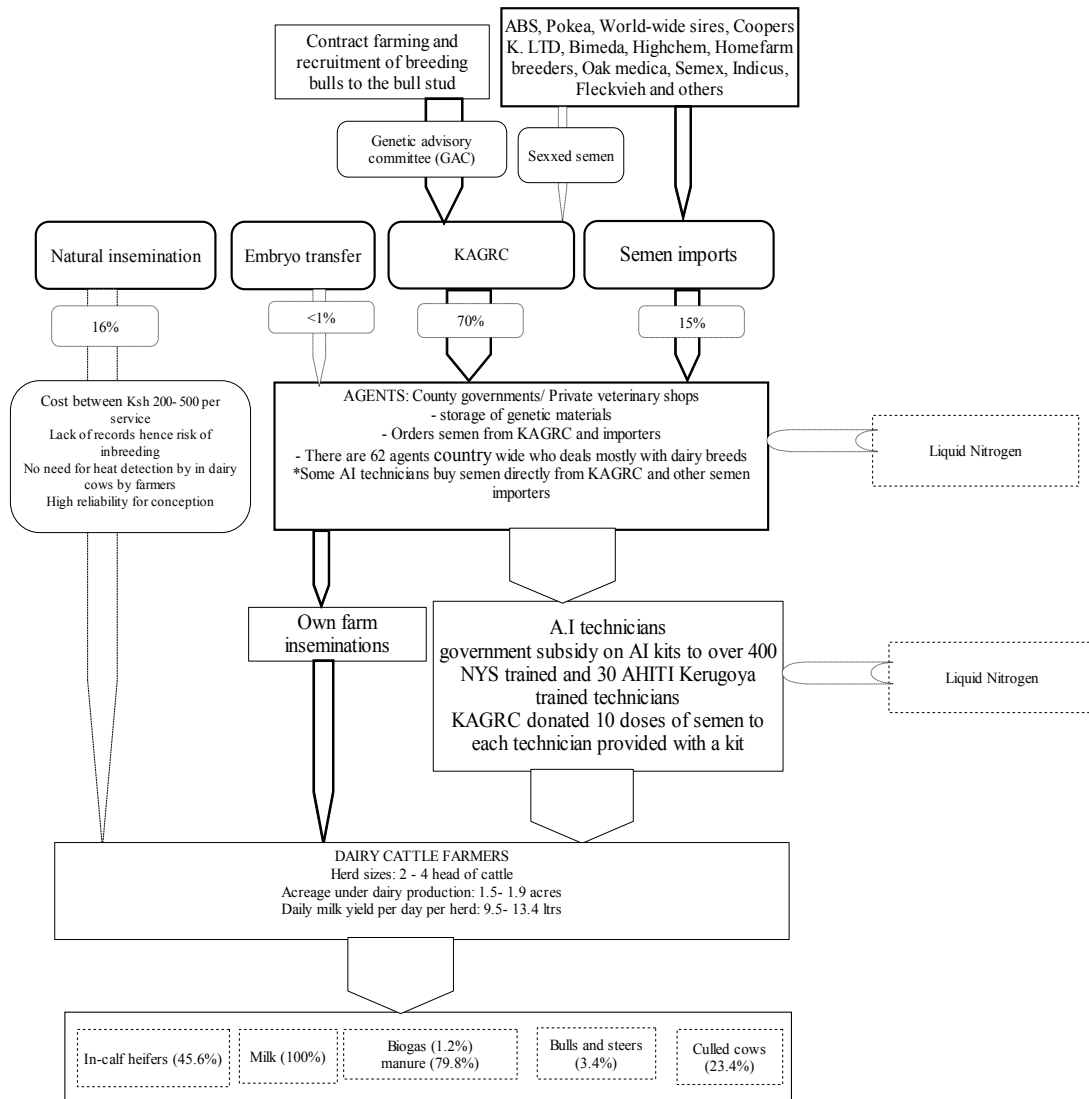 Contract farming and
recruitment of breeding
bulls to the bull stud
ABS, Pokea, World-wide sires, Coopers
K. LTD, Bimeda, Highchem, Homefarm
breeders, Oak medica, Semex, Indicus,
Fleckvieh and others
Genetic advisory
committee (GAC)
Sexxed semen
Natural insemination
Embryo transfer
KAGRC
Semen imports
16%
<1%
70%
15%
Cost between Ksh 200- 500 per
service
Lack of records hence risk of
inbreeding
No need for heat detection by in dairy
cows by farmers
High reliability for conception
AGENTS: County governments/ Private veterinary shops
- storage of genetic materials
- Orders semen from KAGRC and importers
- There are 62 agents country wide who deals mostly with dairy breeds
*Some AI technicians buy semen directly from KAGRC and other semen
importers
Liquid Nitrogen
Own farm
inseminations
A.I technicians
government subsidy on AI kits to over 400
NYS trained and 30 AHITI Kerugoya
trained technicians
KAGRC donated 10 doses of semen to
each technician provided with a kit
Liquid Nitrogen
DAIRY CATTLE FARMERS
Herd sizes: 2 - 4 head of cattle
Acreage under dairy production: 1.5- 1.9 acres
Daily milk yield per day per herd: 9.5- 13.4 ltrs
In-calf heifers (45.6%)
Milk (100%)
Biogas (1.2%)
manure (79.8%)
Bulls and steers
(3.4%)
Culled cows
(23.4%)